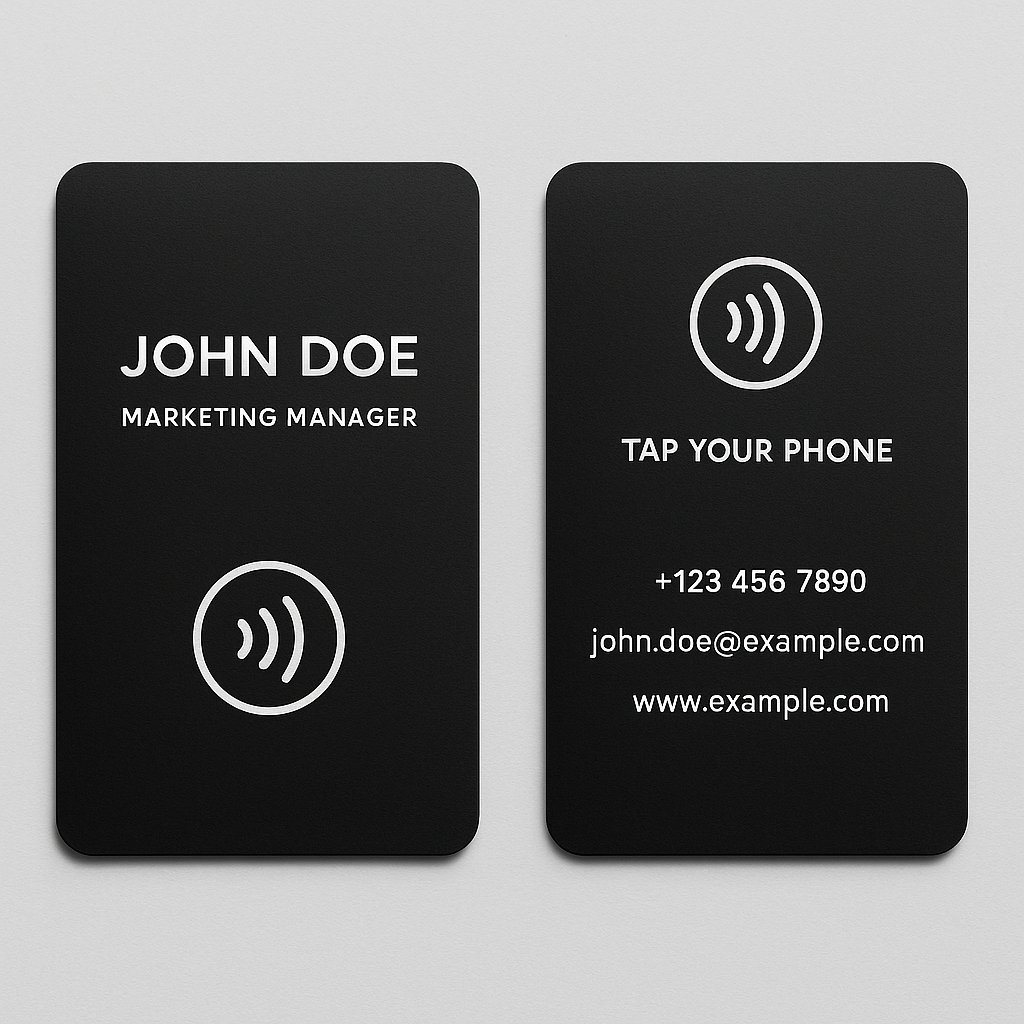 JOHN DOE
MARKETING MANAGER
TAP YOUR PHONE
+123 456 7890
john.doe@example.com
www.example.com